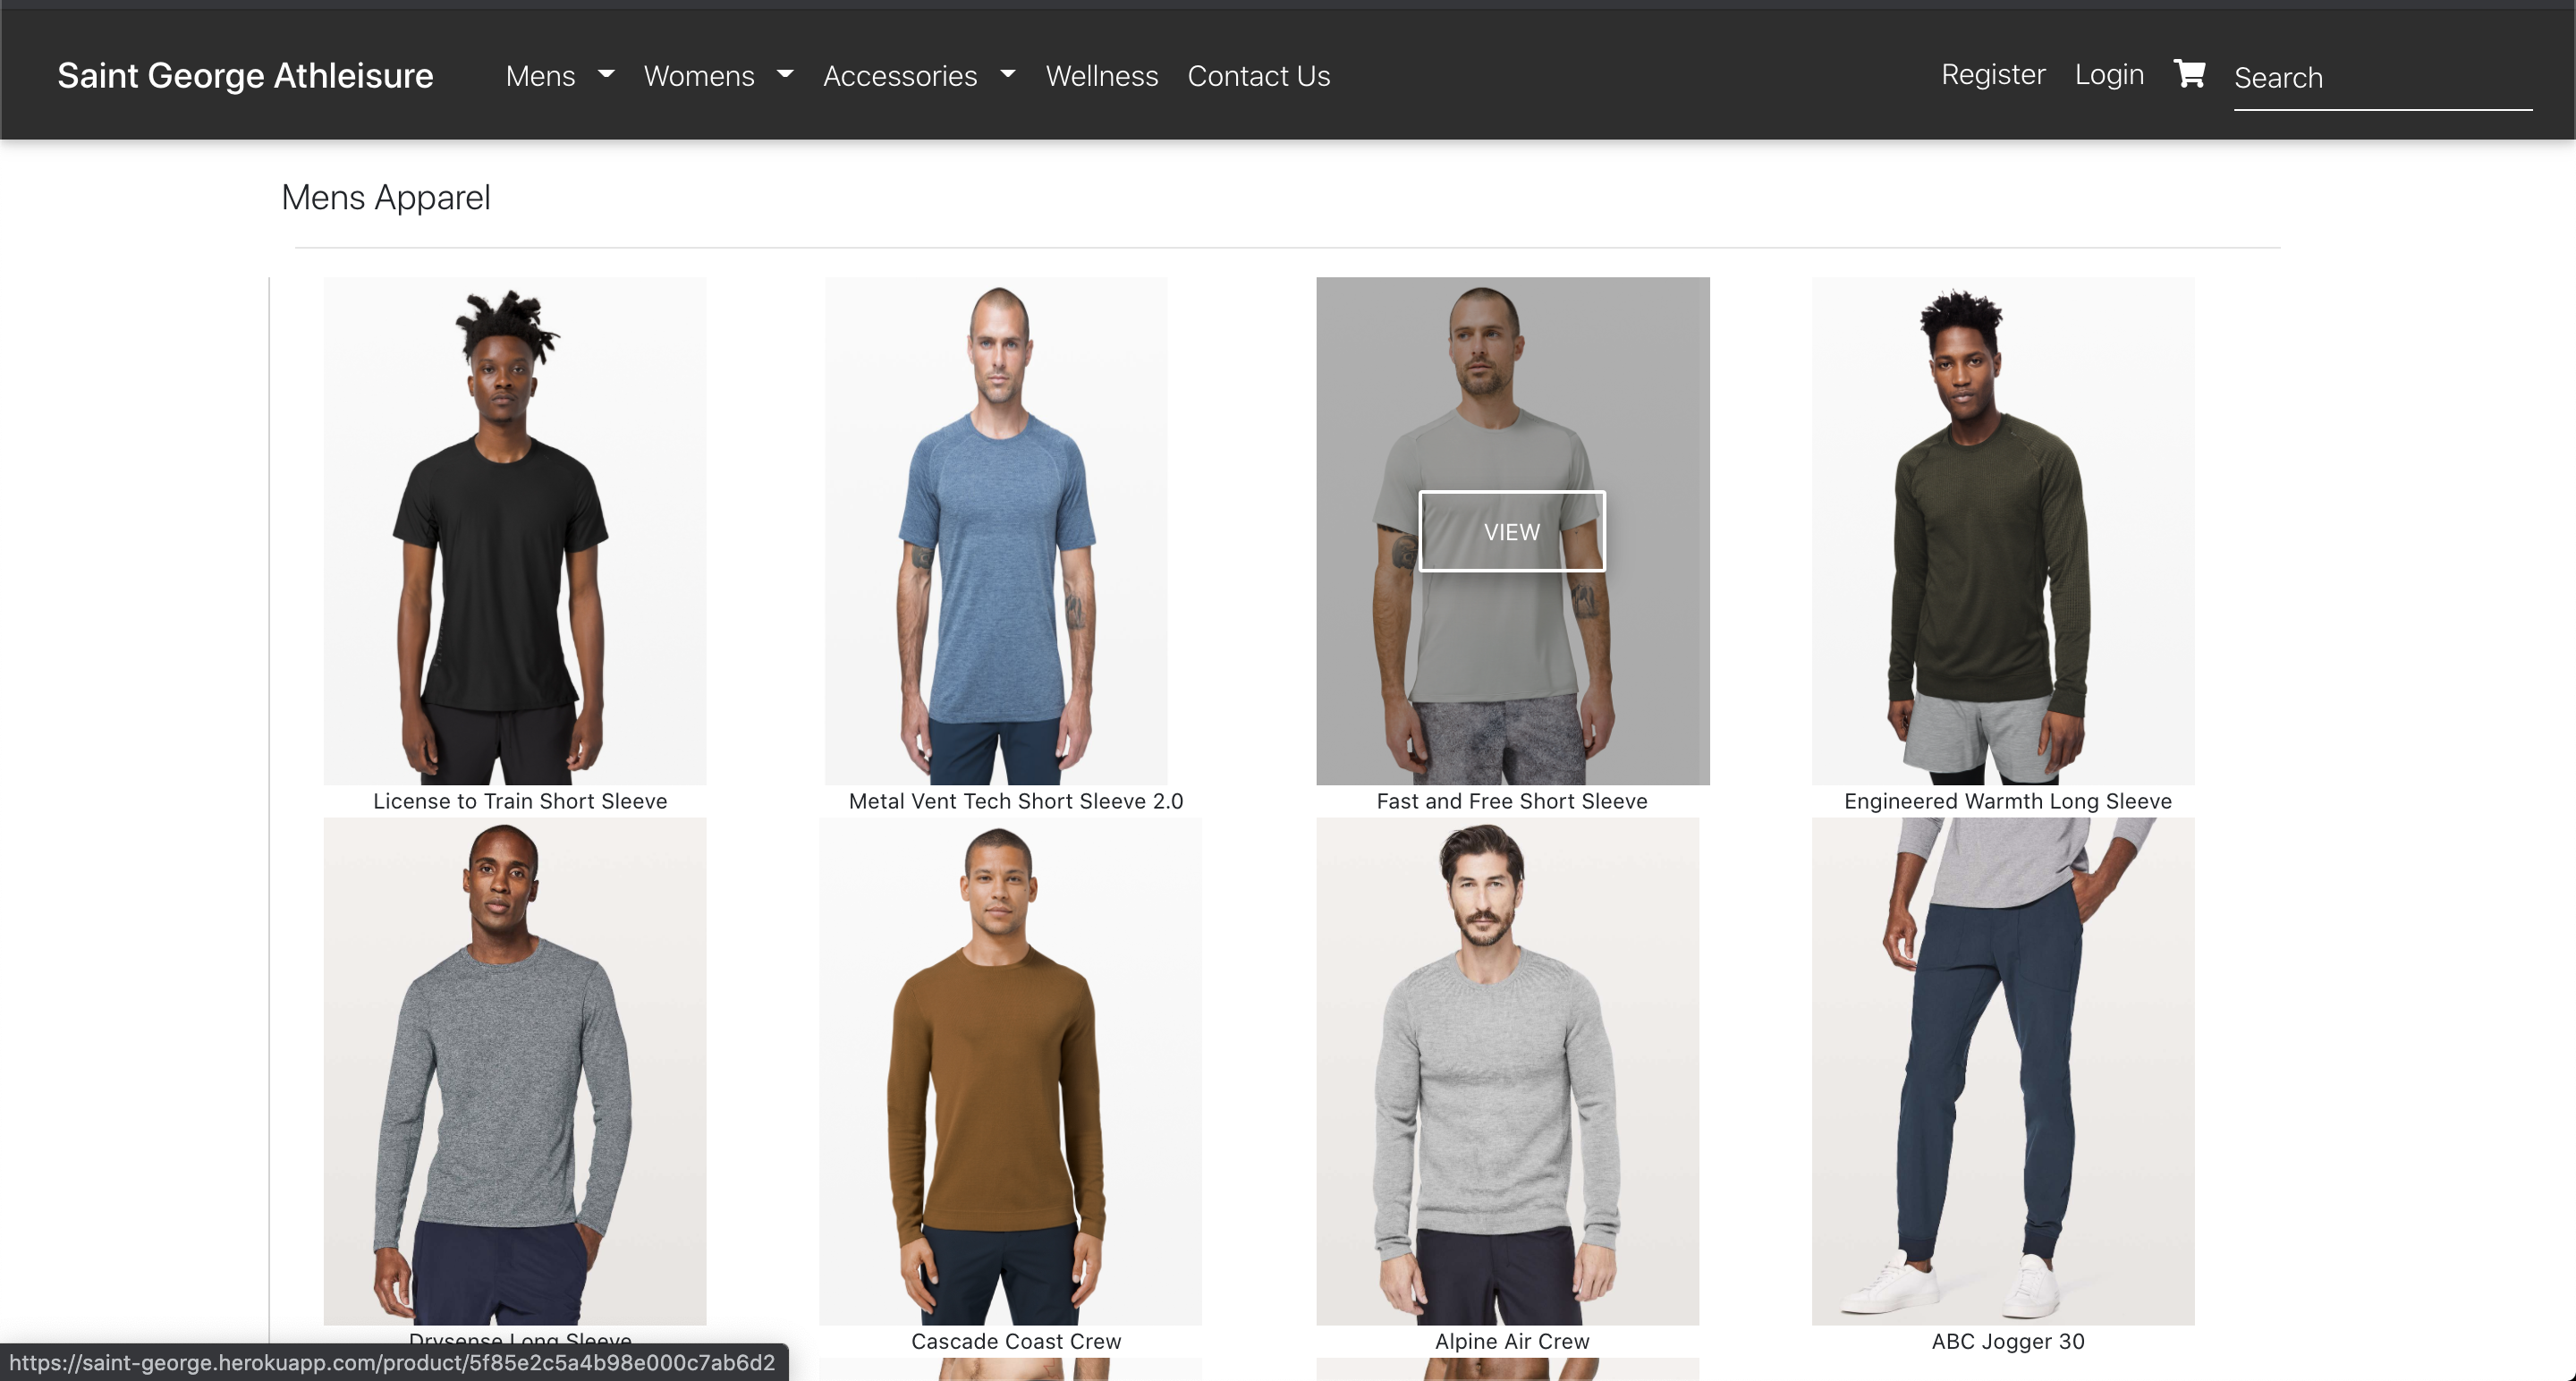 Saint George Athleisure Mens Womens Accessories Wellness Contact Us Register Login Search
Mens Apparel
VIEW
License to Train Short Sleeve Metal Vent Tech Short Sleeve 2.0 Fast and Free Short Sleeve Engineered Warmth Long Sleeve
Drysense Long Sleeve Cascade Coast Crew Alpine Air Crew ABC Jogger 30
https://saint-george.herokuapp.com/product/5f85e2c5a4b98e000c7ab6d2